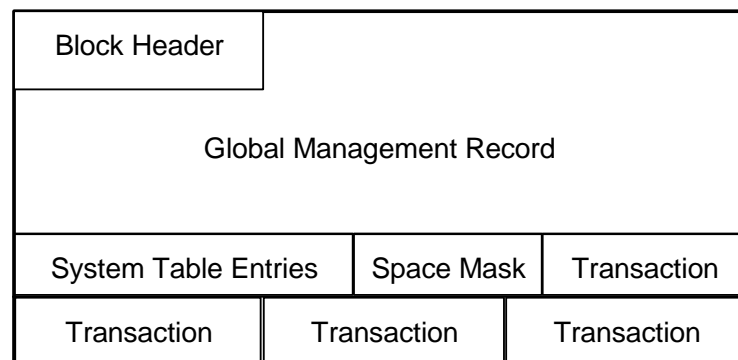 Block Header
Global Management Record
System Table Entries Space Mask Transaction
Transaction Transaction Transaction